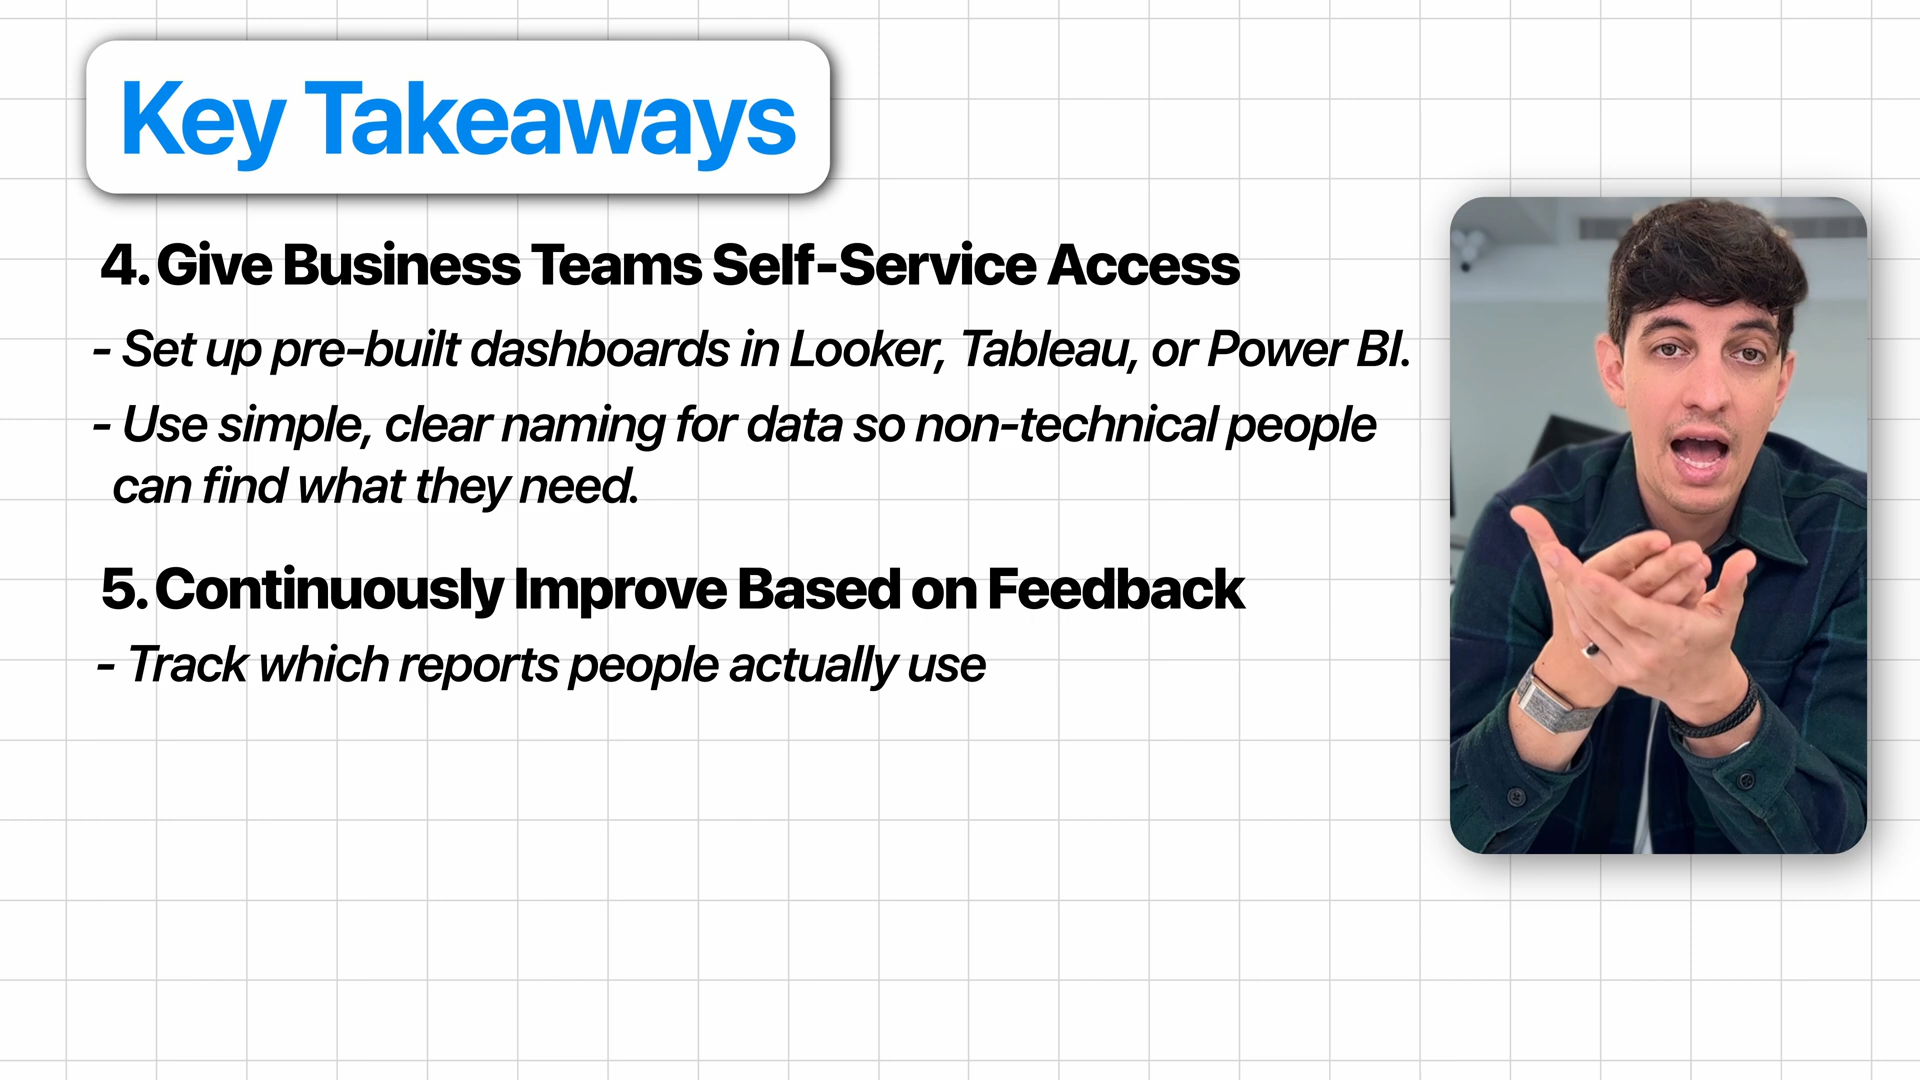 Key Takeaways
4. Give Business Teams Self-Service Access
- Set up pre-built dashboards in Looker, Tableau, or Power BI.
- Use simple, clear naming for data so non-technical people
can find what they need.
5. Continuously Improve Based on Feedback
- Track which reports people actually use